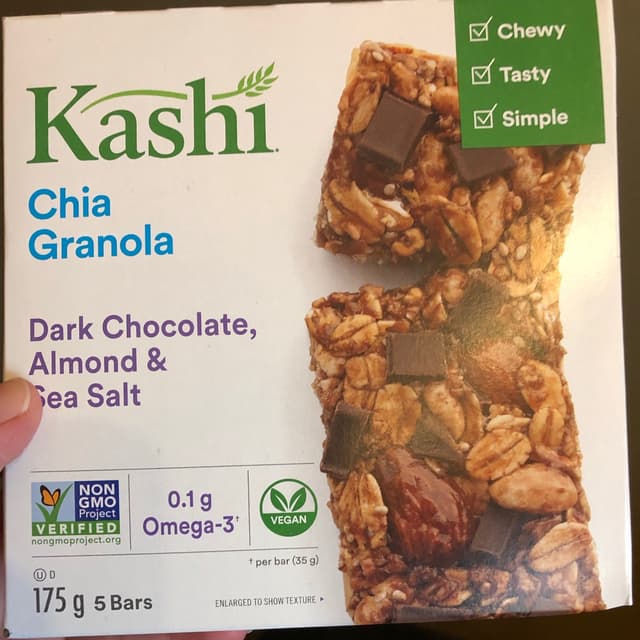 Chewy
Tasty
Simple
Kashi
Chia
Granola
Dark Chocolate,
Almond &
Sea Salt
NON
GMO
Project
VERIFIED
nongmoproject.org
0.1 g
Omega-3†
VEGAN
† per bar (35 g)
Ⓤ D
175 g 5 Bars
ENLARGED TO SHOW TEXTURE